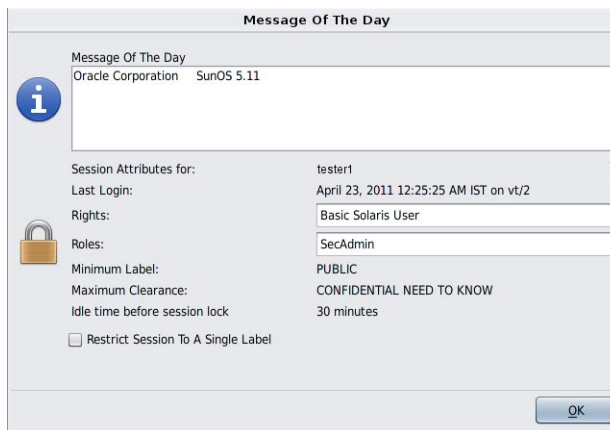 Message Of The Day
Message Of The Day
Oracle Corporation SunOS 5.11
Session Attributes for: tester1
Last Login: April 23, 2011 12:25:25 AM IST on vt/2
Rights: Basic Solaris User
Roles: SecAdmin
Minimum Label: PUBLIC
Maximum Clearance: CONFIDENTIAL NEED TO KNOW
Idle time before session lock 30 minutes
Restrict Session To A Single Label
OK